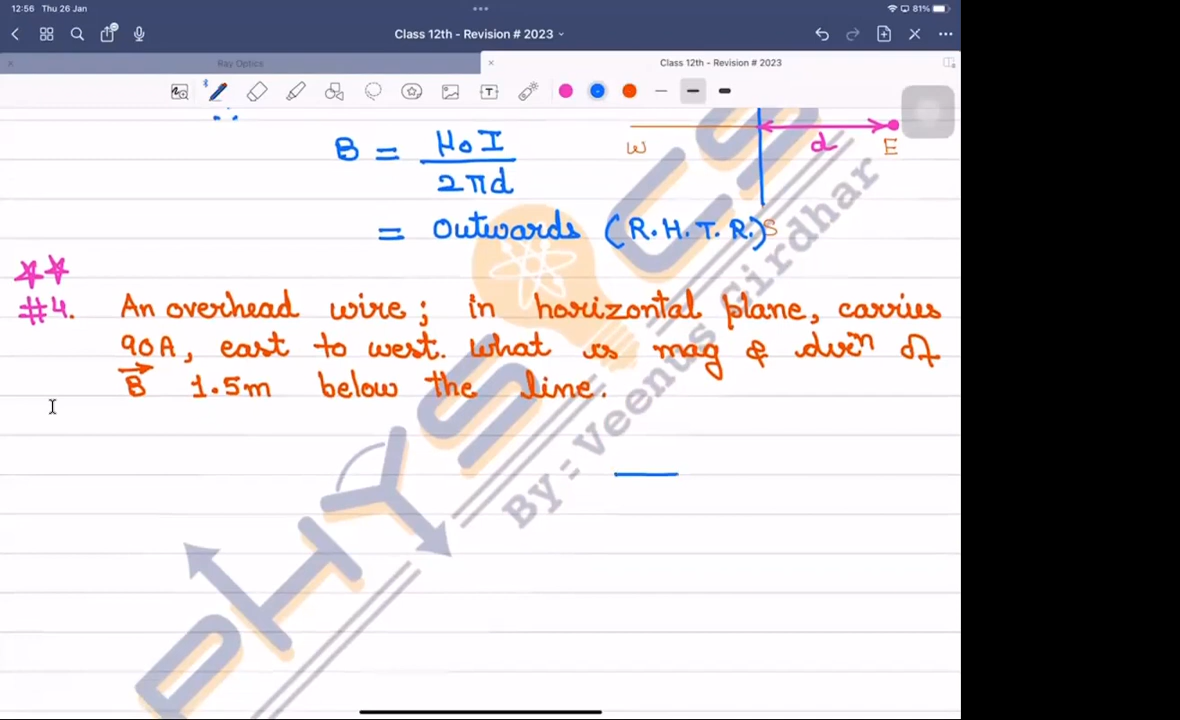 12:56 Thu 26 Jan
81%
Class 12th - Revision # 2023
Ray Optics
Class 12th - Revision # 2023
B = μ₀I / 2πd
W d E
= Outwards (R.H.T.R.) S
#4. An overhead wire; in horizontal plane, carries
90A, east to west. What is mag & dirⁿ of
B⃗ 1.5m below the line.
PHYSICS
By:= Veenus Girdhar